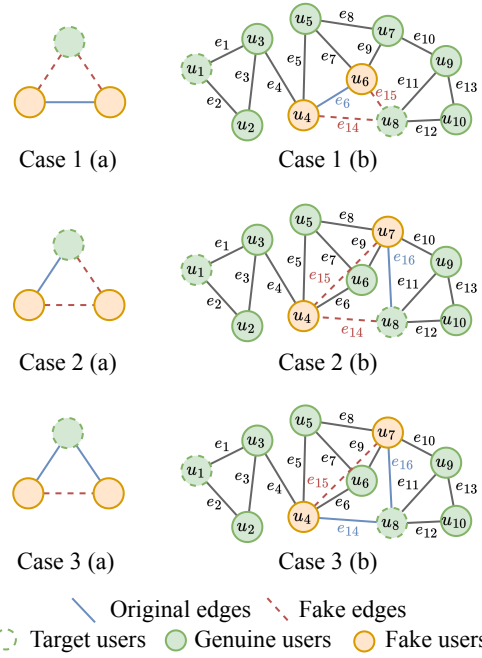 u1 e1 u3 e2 e3 u2 e4 e5 u5 e8 u7 e7 e9 u6 e10 u9 e11 e13 e15 e6 u4 e14 u8 e12 u10
Case 1 (a) Case 1 (b)
u1 e1 u3 e2 e3 u2 e4 e5 u5 e8 u7 e7 e9 u6 e10 e16 u9 e11 e13 e15 e6 u4 e14 u8 e12 u10
Case 2 (a) Case 2 (b)
u1 e1 u3 e2 e3 u2 e4 e5 u5 e8 u7 e7 e9 u6 e10 e16 u9 e11 e13 e15 e6 u4 e14 u8 e12 u10
Case 3 (a) Case 3 (b)
Original edges Fake edges
Target users Genuine users Fake users